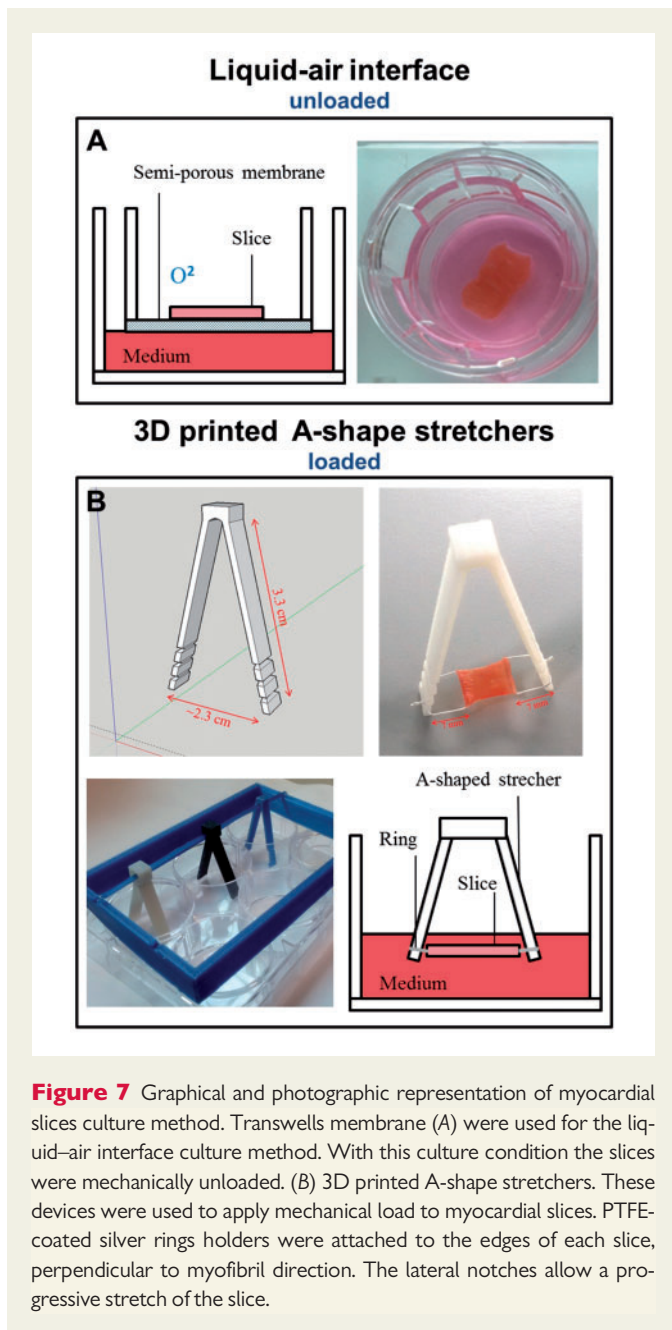 Liquid-air interface
unloaded
A
Semi-porous membrane
Slice
O²
Medium
3D printed A-shape stretchers
loaded
B
3.3 cm
~2.3 cm
7 mm
7 mm
A-shaped strecher
Ring
Slice
Medium
Figure 7 Graphical and photographic representation of myocardial
slices culture method. Transwells membrane (A) were used for the liq-
uid–air interface culture method. With this culture condition the slices
were mechanically unloaded. (B) 3D printed A-shape stretchers. These
devices were used to apply mechanical load to myocardial slices. PTFE-
coated silver rings holders were attached to the edges of each slice,
perpendicular to myofibril direction. The lateral notches allow a pro-
gressive stretch of the slice.